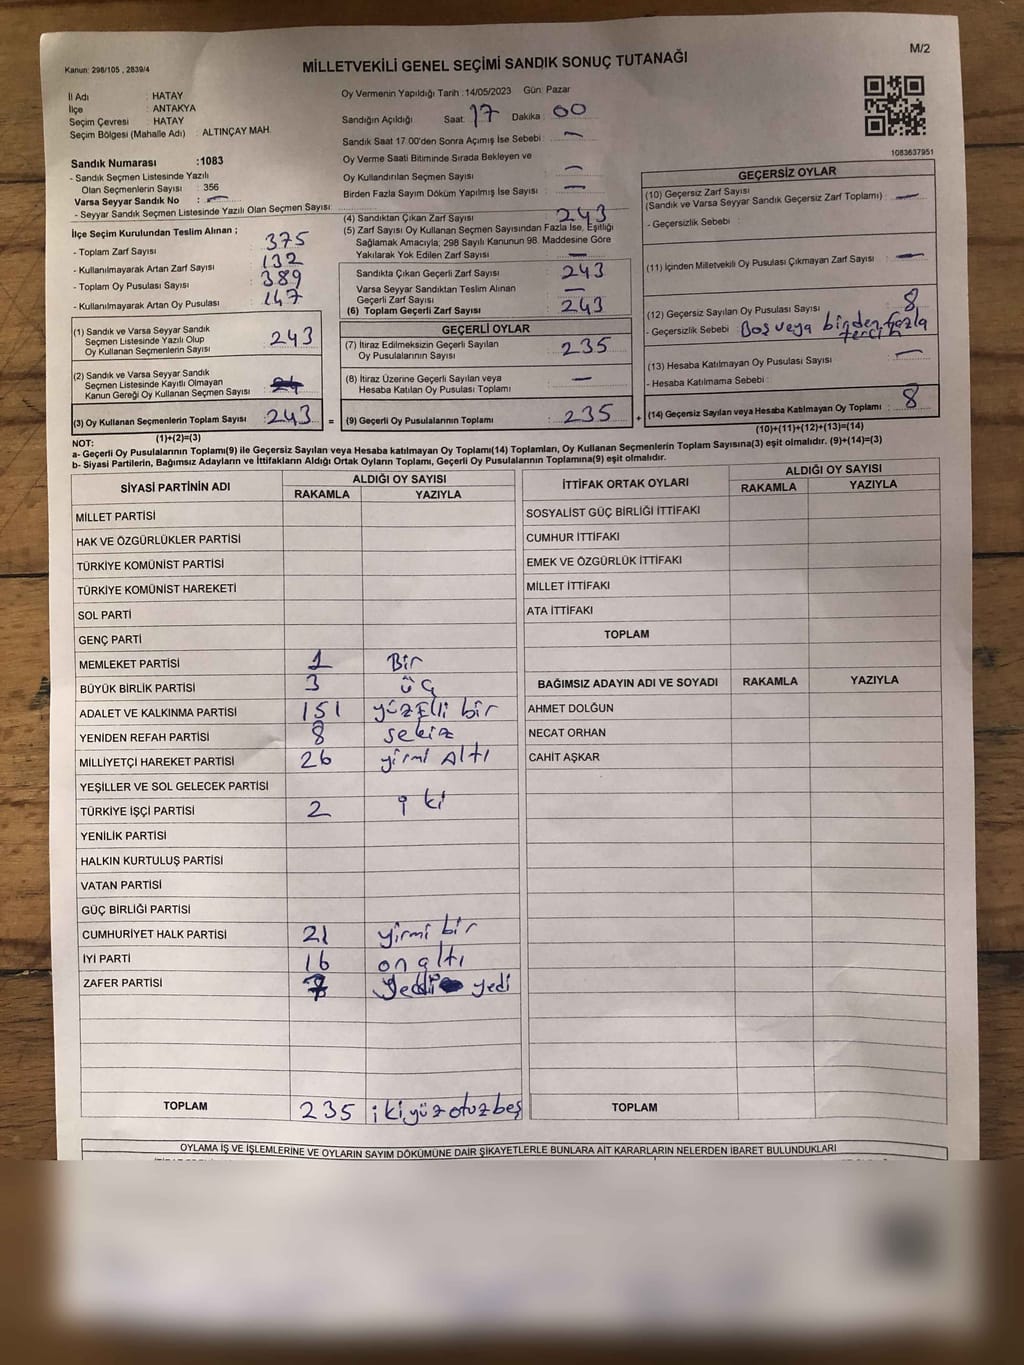 M/2
Kanun: 298/105 , 2839/4
MİLLETVEKİLİ GENEL SEÇİMİ SANDIK SONUÇ TUTANAĞI
İl Adı : HATAY
İlçe : ANTAKYA
Seçim Çevresi : HATAY
Seçim Bölgesi (Mahalle Adı) : ALTINÇAY MAH.
Sandık Numarası :1083
- Sandık Seçmen Listesinde Yazılı
Olan Seçmenlerin Sayısı : 356
Varsa Seyyar Sandık No : —
- Seyyar Sandık Seçmen Listesinde Yazılı Olan Seçmen Sayısı:
İlçe Seçim Kurulundan Teslim Alınan ;
- Toplam Zarf Sayısı : 375
- Kullanılmayarak Artan Zarf Sayısı : 132
- Toplam Oy Pusulası Sayısı : 389
- Kullanılmayarak Artan Oy Pusulası : 147
(1) Sandık ve Varsa Seyyar Sandık
Seçmen Listesinde Yazılı Olup
Oy Kullanan Seçmenlerin Sayısı : 243
(2) Sandık ve Varsa Seyyar Sandık
Seçmen Listesinde Kayıtlı Olmayan
Kanun Gereği Oy Kullanan Seçmen Sayısı :
(3) Oy Kullanan Seçmenlerin Toplam Sayısı : 243 =
(1)+(2)=(3)
Oy Vermenin Yapıldığı Tarih :14/05/2023 Gün: Pazar
Sandığın Açıldığı Saat: 17 Dakika : 00
Sandık Saat 17.00'den Sonra Açımış İse Sebebi : —
Oy Verme Saati Bitiminde Sırada Bekleyen ve
Oy Kullandırılan Seçmen Sayısı : —
Birden Fazla Sayım Döküm Yapılmış İse Sayısı : —
(4) Sandıktan Çıkan Zarf Sayısı : 243
(5) Zarf Sayısı Oy Kullanan Seçmen Sayısından Fazla İse, Eşitliği
Sağlamak Amacıyla; 298 Sayılı Kanunun 98. Maddesine Göre
Yakılarak Yok Edilen Zarf Sayısı : —
Sandıkta Çıkan Geçerli Zarf Sayısı : 243
Varsa Seyyar Sandıktan Teslim Alınan
Geçerli Zarf Sayısı : —
(6) Toplam Geçerli Zarf Sayısı : 243
GEÇERLİ OYLAR
(7) İtiraz Edilmeksizin Geçerli Sayılan
Oy Pusulalarının Sayısı : 235
(8) İtiraz Üzerine Geçerli Sayılan veya
Hesaba Katılan Oy Pusulası Toplamı : —
(9) Geçerli Oy Pusulalarının Toplamı : 235 +
1083637951
GEÇERSİZ OYLAR
(10) Geçersiz Zarf Sayısı
(Sandık ve Varsa Seyyar Sandık Geçersiz Zarf Toplamı) : —
- Geçersizlik Sebebi :
(11) İçinden Milletvekili Oy Pusulası Çıkmayan Zarf Sayısı : —
(12) Geçersiz Sayılan Oy Pusulası Sayısı : 8
- Geçersizlik Sebebi : Boş veya birden fazla
tercih
(13) Hesaba Katılmayan Oy Pusulası Sayısı : —
- Hesaba Katılmama Sebebi :
(14) Geçersiz Sayılan veya Hesaba Katılmayan Oy Toplamı : 8
(10)+(11)+(12)+(13)=(14)
NOT:
a- Geçerli Oy Pusulalarının Toplamı(9) ile Geçersiz Sayılan veya Hesaba katılmayan Oy Toplamı(14) Toplamları, Oy Kullanan Seçmenlerin Toplam Sayısına(3) eşit olmalıdır. (9)+(14)=(3)
b- Siyasi Partilerin, Bağımsız Adayların ve İttifakların Aldığı Ortak Oyların Toplamı, Geçerli Oy Pusulalarının Toplamına(9) eşit olmalıdır.
SİYASİ PARTİNİN ADI ALDIĞI OY SAYISI
RAKAMLA YAZIYLA
MİLLET PARTİSİ
HAK VE ÖZGÜRLÜKLER PARTİSİ
TÜRKİYE KOMÜNİST PARTİSİ
TÜRKİYE KOMÜNİST HAREKETİ
SOL PARTİ
GENÇ PARTİ
MEMLEKET PARTİSİ 1 Bir
BÜYÜK BİRLİK PARTİSİ 3 üç
ADALET VE KALKINMA PARTİSİ 151 yüzElli bir
YENİDEN REFAH PARTİSİ 8 sekiz
MİLLİYETÇİ HAREKET PARTİSİ 26 yirmi Altı
YEŞİLLER VE SOL GELECEK PARTİSİ
TÜRKİYE İŞÇİ PARTİSİ 2 iki
YENİLİK PARTİSİ
HALKIN KURTULUŞ PARTİSİ
VATAN PARTİSİ
GÜÇ BİRLİĞİ PARTİSİ
CUMHURİYET HALK PARTİSİ 21 yirmi bir
İYİ PARTİ 16 on altı
ZAFER PARTİSİ 7 yedi
TOPLAM 235 ikiyüz otuzbeş
İTTİFAK ORTAK OYLARI ALDIĞI OY SAYISI
RAKAMLA YAZIYLA
SOSYALİST GÜÇ BİRLİĞİ İTTİFAKI
CUMHUR İTTİFAKI
EMEK VE ÖZGÜRLÜK İTTİFAKI
MİLLET İTTİFAKI
ATA İTTİFAKI
TOPLAM
BAĞIMSIZ ADAYIN ADI VE SOYADI RAKAMLA YAZIYLA
AHMET DOLĞUN
NECAT ORHAN
CAHİT AŞKAR
TOPLAM
OYLAMA İŞ VE İŞLEMLERİNE VE OYLARIN SAYIM DÖKÜMÜNE DAİR ŞİKAYETLERLE BUNLARA AİT KARARLARIN NELERDEN İBARET BULUNDUKLARI